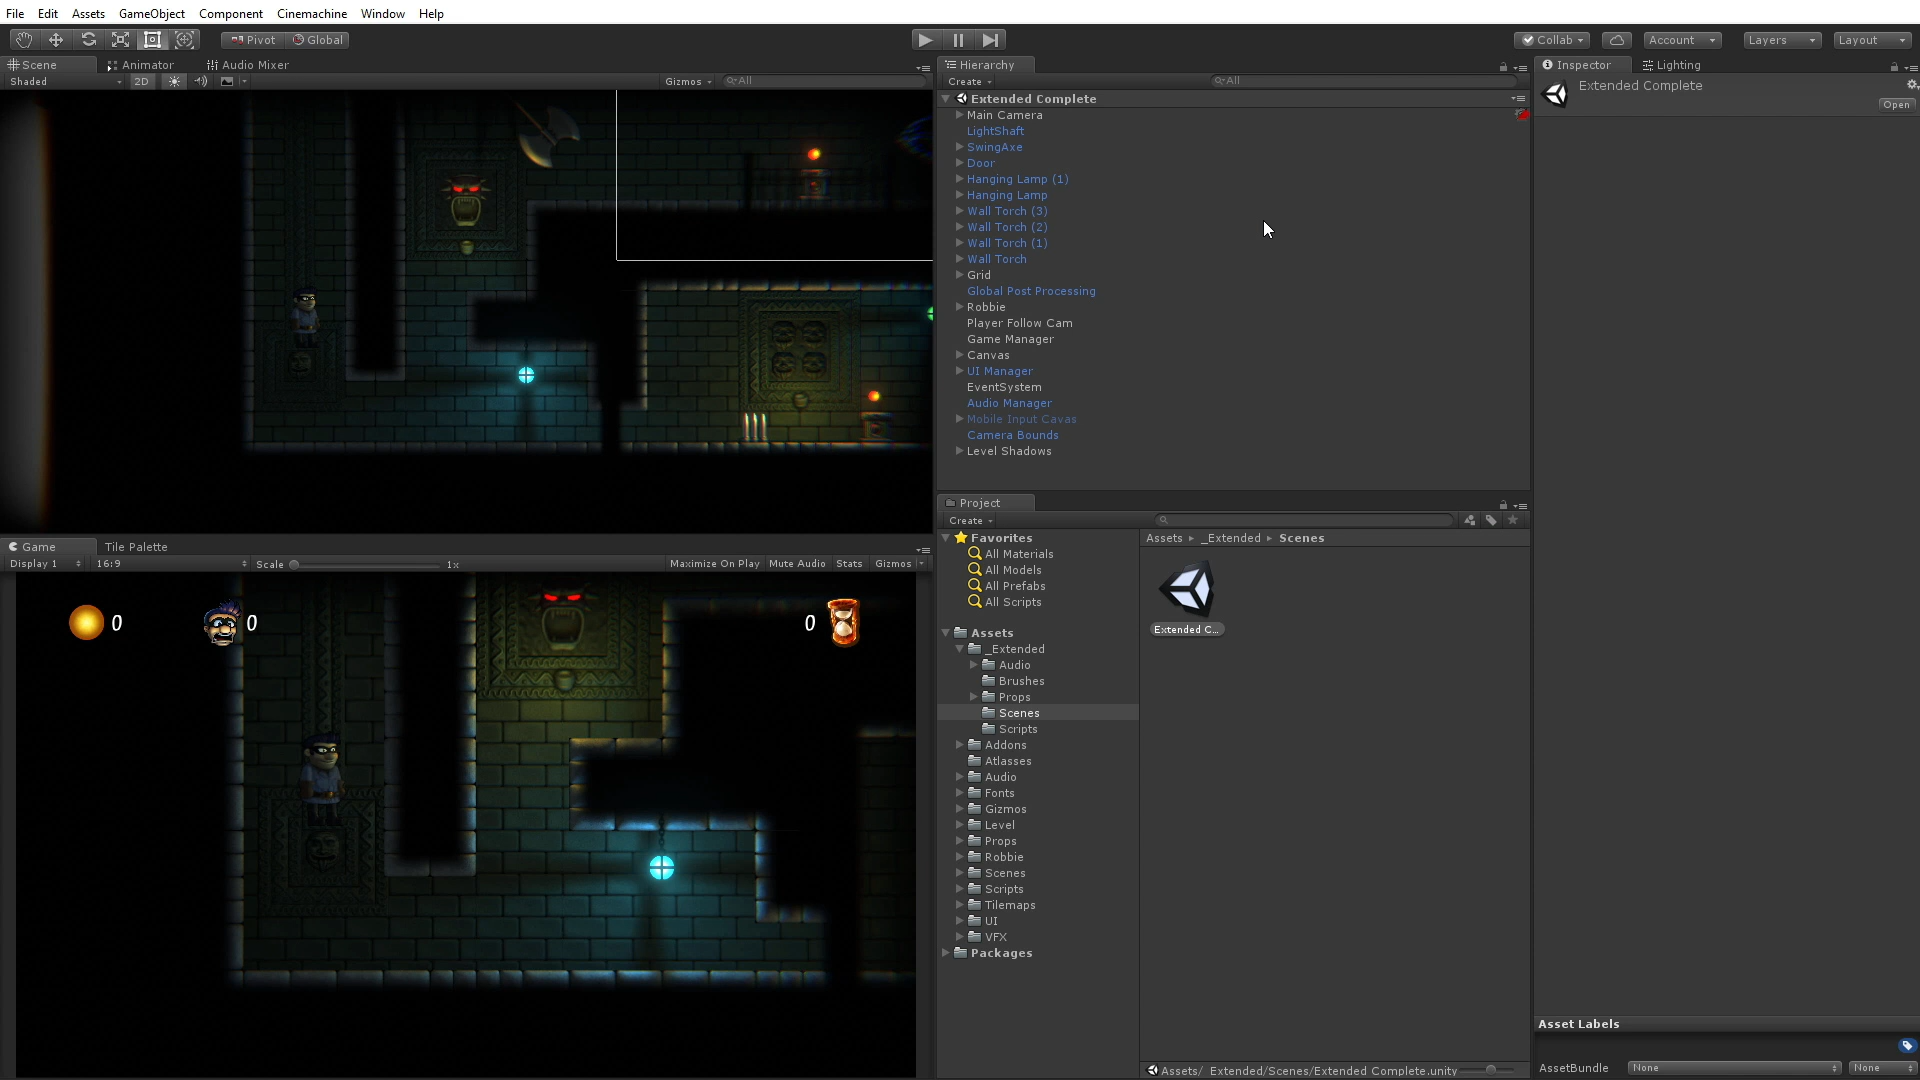 File Edit Assets GameObject Component Cinemachine Window Help
Pivot Global
Collab Account Layers Layout
Scene Animator Audio Mixer
Shaded 2D Gizmos All
Hierarchy
Create All
Extended Complete
Main Camera
LightShaft
SwingAxe
Door
Hanging Lamp (1)
Hanging Lamp
Wall Torch (3)
Wall Torch (2)
Wall Torch (1)
Wall Torch
Grid
Global Post Processing
Robbie
Player Follow Cam
Game Manager
Canvas
UI Manager
EventSystem
Audio Manager
Mobile Input Cavas
Camera Bounds
Level Shadows
Inspector Lighting
Extended Complete
Open
Game Tile Palette
Display 1 16:9 Scale 1x Maximize On Play Mute Audio Stats Gizmos
0 0 0
Project
Create
Favorites
All Materials
All Models
All Prefabs
All Scripts
Assets
_Extended
Audio
Brushes
Props
Scenes
Scripts
Addons
Atlasses
Audio
Fonts
Gizmos
Level
Props
Robbie
Scenes
Scripts
Tilemaps
UI
VFX
Packages
Assets ▸ _Extended ▸ Scenes
Extended C...
Assets/_Extended/Scenes/Extended Complete.unity
Asset Labels
AssetBundle None None